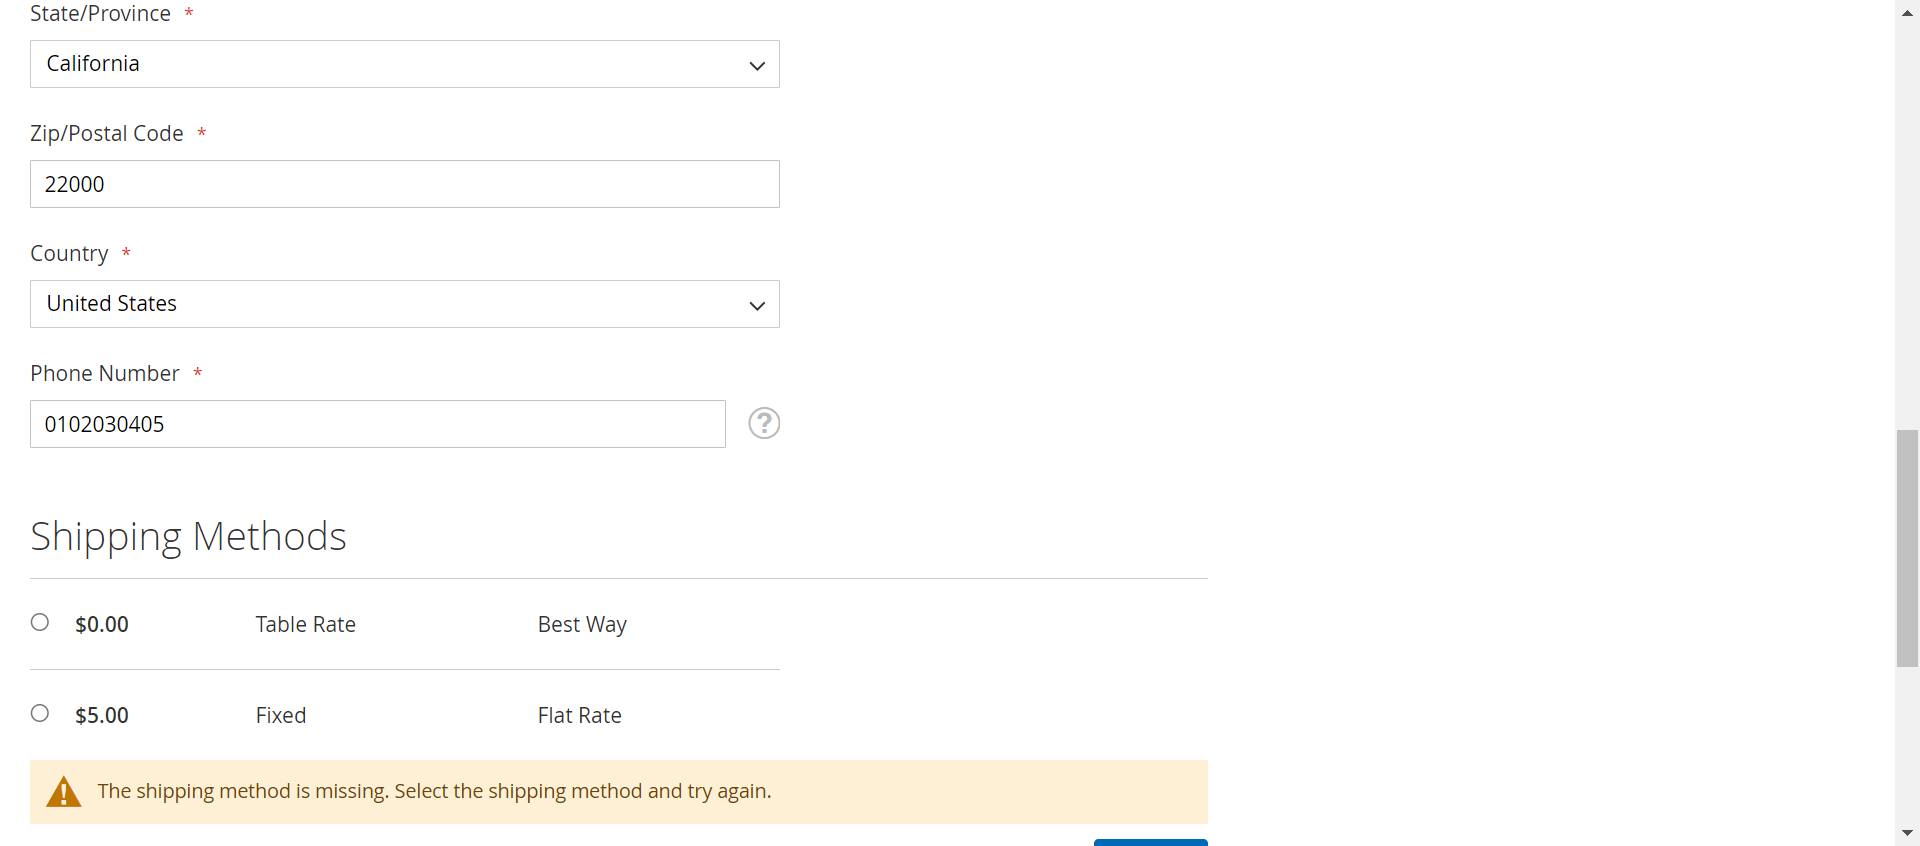 State/Province *
California
Zip/Postal Code *
22000
Country *
United States
Phone Number *
0102030405
?
Shipping Methods
$0.00 Table Rate Best Way
$5.00 Fixed Flat Rate
The shipping method is missing. Select the shipping method and try again.